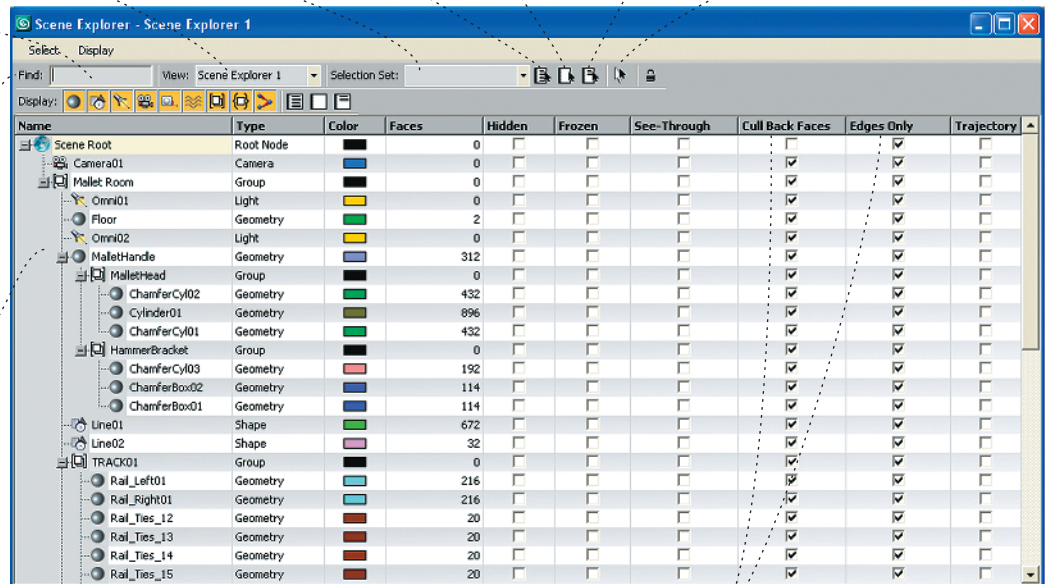 Scene Explorer - Scene Explorer 1
Select Display
Find: View: Scene Explorer 1 Selection Set:
Display:
Name Type Color Faces Hidden Frozen See-Through Cull Back Faces Edges Only Trajectory
Scene Root Root Node 0
Camera01 Camera 0
Mallet Room Group 0
Omni01 Light 0
Floor Geometry 2
Omni02 Light 0
MalletHandle Geometry 312
MalletHead Group 0
ChamferCyl02 Geometry 432
Cylinder01 Geometry 896
ChamferCyl01 Geometry 432
HammerBracket Group 0
ChamferCyl03 Geometry 192
ChamferBox02 Geometry 114
ChamferBox01 Geometry 114
Line01 Shape 672
Line02 Shape 32
TRACK01 Group 0
Rail_Left01 Geometry 216
Rail_Right01 Geometry 216
Rail_Ties_12 Geometry 20
Rail_Ties_13 Geometry 20
Rail_Ties_14 Geometry 20
Rail_Ties_15 Geometry 20